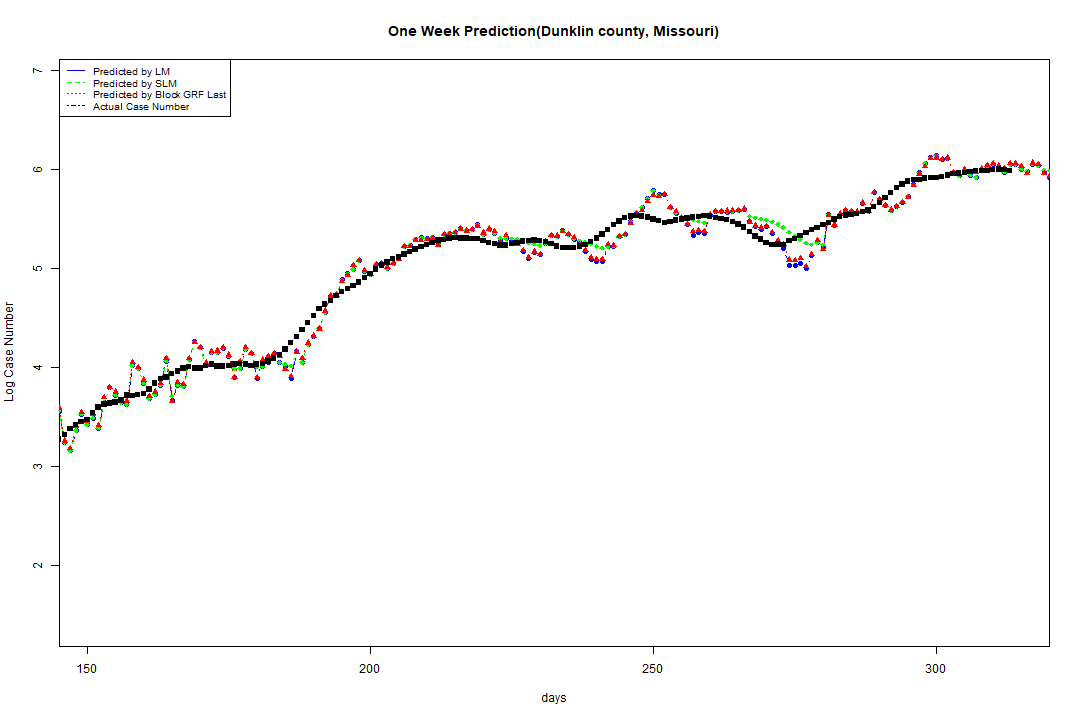 One Week Prediction(Dunklin county, Missouri)
Predicted by LM
Predicted by SLM
Predicted by Block GRF Last
Actual Case Number
7
6
5
4
3
2
Log Case Number
150 200 250 300
days